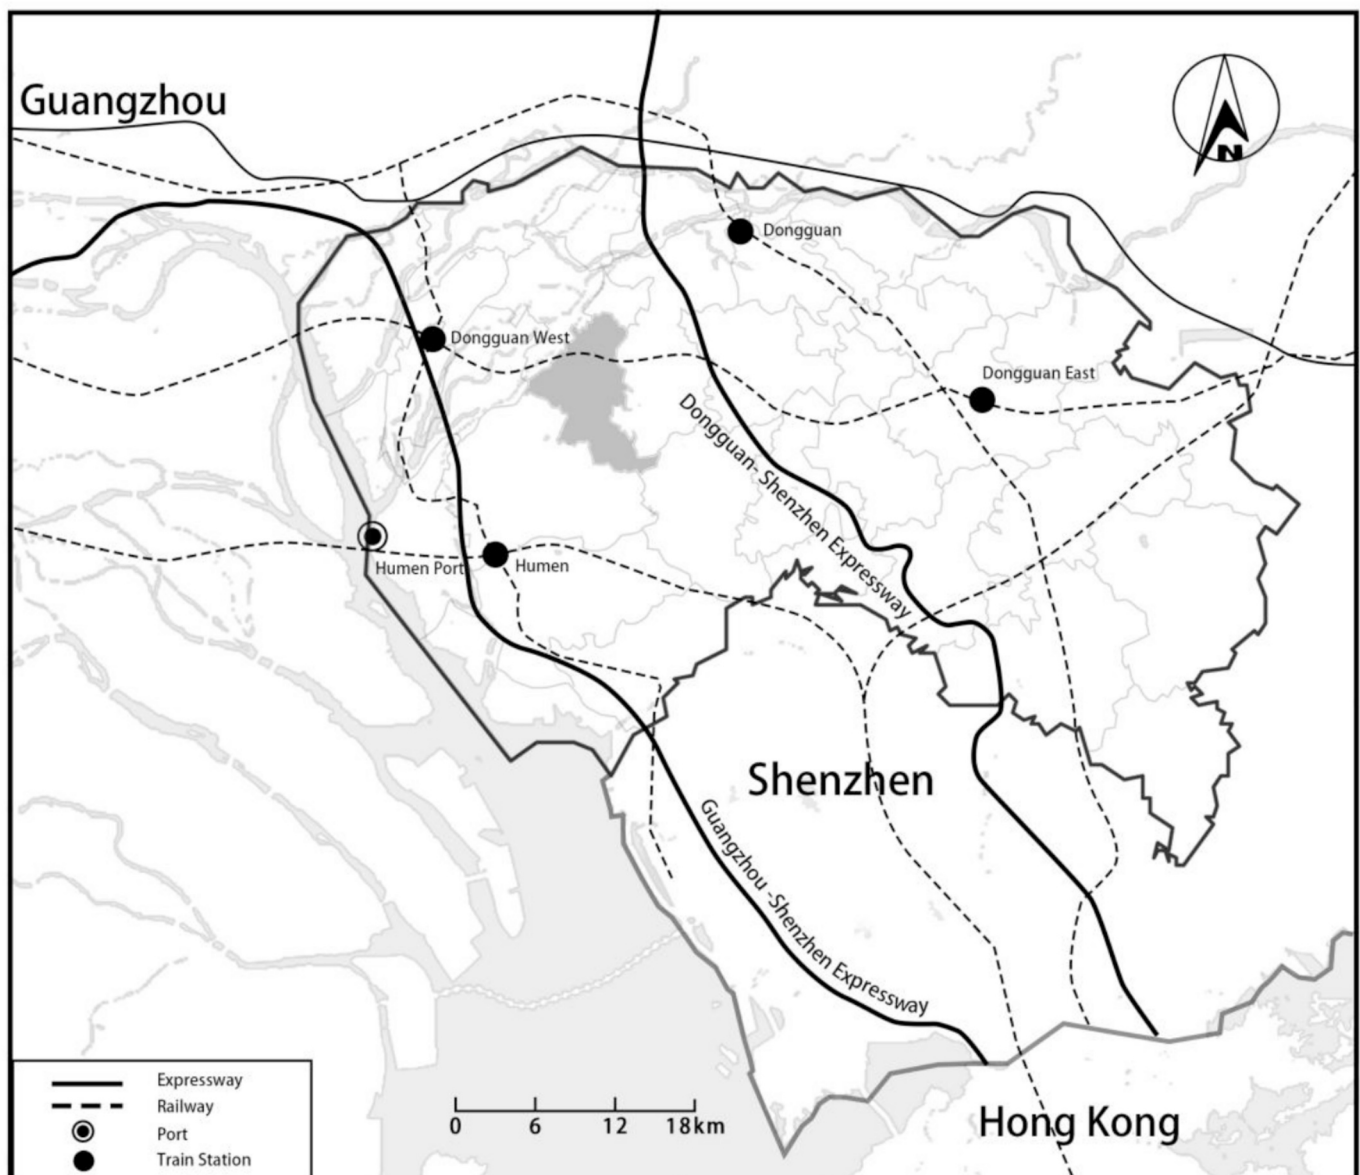 Guangzhou
N
Dongguan
Dongguan West
Dongguan East
Dongguan- Shenzhen Expressway
Humen Port
Humen
Shenzhen
Guangzhou -Shenzhen Expressway
Hong Kong
Expressway
Railway
Port
Train Station
0 6 12 18km